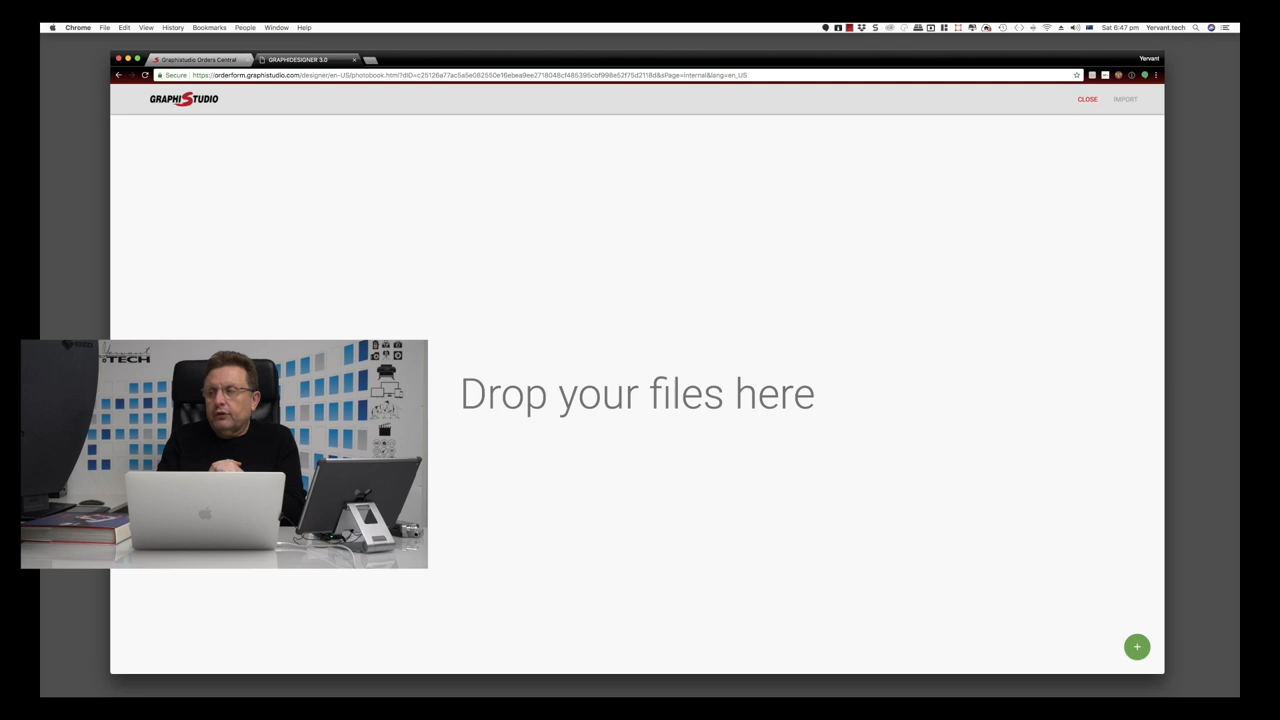 Chrome File Edit View History Bookmarks People Window Help
Sat 6:47 pm Yervant.tech
Graphistudio Orders Central GRAPHIDESIGNER 3.0
Yervant
Secure
GRAPHISTUDIO
CLOSE IMPORT
Drop your files here
Yervant
TECH